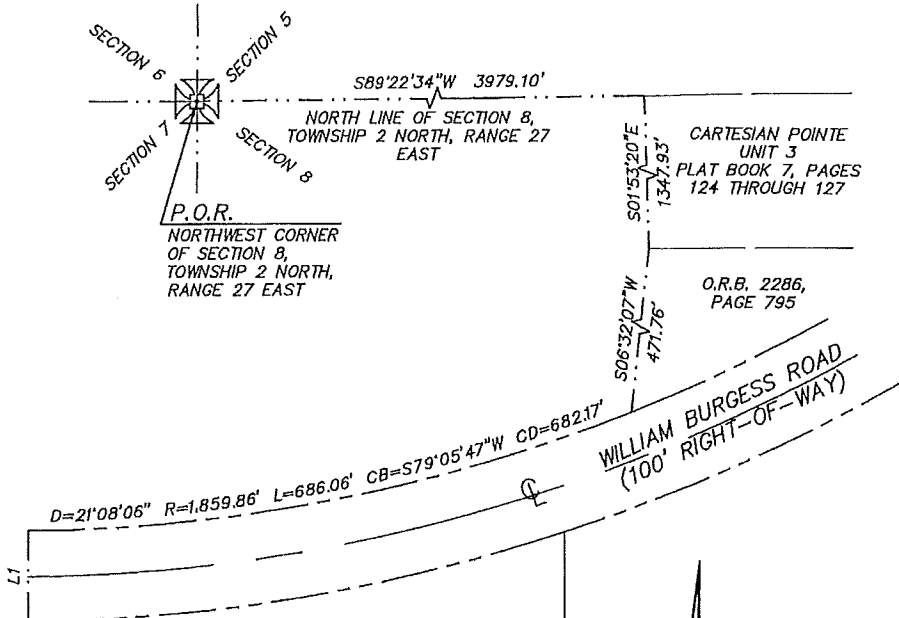 SECTION 6
SECTION 5
SECTION 7
SECTION 8
S89°22'34"W 3979.10'
NORTH LINE OF SECTION 8,
TOWNSHIP 2 NORTH, RANGE 27
EAST
S01°53'20"E
1347.93'
CARTESIAN POINTE
UNIT 3
PLAT BOOK 7, PAGES
124 THROUGH 127
P.O.R.
NORTHWEST CORNER
OF SECTION 8,
TOWNSHIP 2 NORTH,
RANGE 27 EAST
O.R.B. 2286,
PAGE 795
S06°32'07"W
471.76'
WILLIAM BURGESS ROAD
(100' RIGHT-OF-WAY)
D=21°08'06" R=1,859.86' L=686.06' CB=S79°05'47"W CD=682.17'
CL
L1